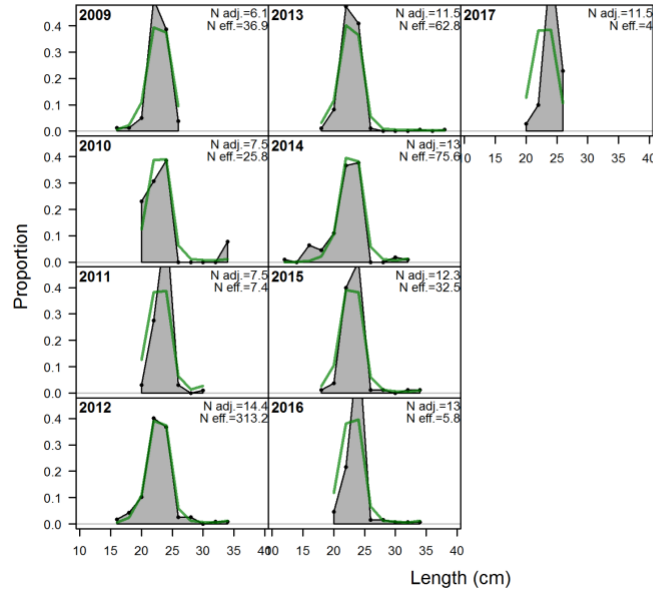 2009
N adj.=6.1
N eff.=36.9
2013
N adj.=11.5
N eff.=62.8
2017
N adj.=11.5
N eff.=4
0.4
0.3
0.2
0.1
0.0
2010
N adj.=7.5
N eff.=25.8
2014
N adj.=13
N eff.=75.6
0.4
0.3
0.2
0.1
0.0
2011
N adj.=7.5
N eff.=7.4
2015
N adj.=12.3
N eff.=32.5
0.4
0.3
0.2
0.1
0.0
2012
N adj.=14.4
N eff.=313.2
2016
N adj.=13
N eff.=5.8
0.4
0.3
0.2
0.1
0.0
Proportion
10 15 20 25 30 35 40
10 15 20 25 30 35 40
10 15 20 25 30 35 40
Length (cm)